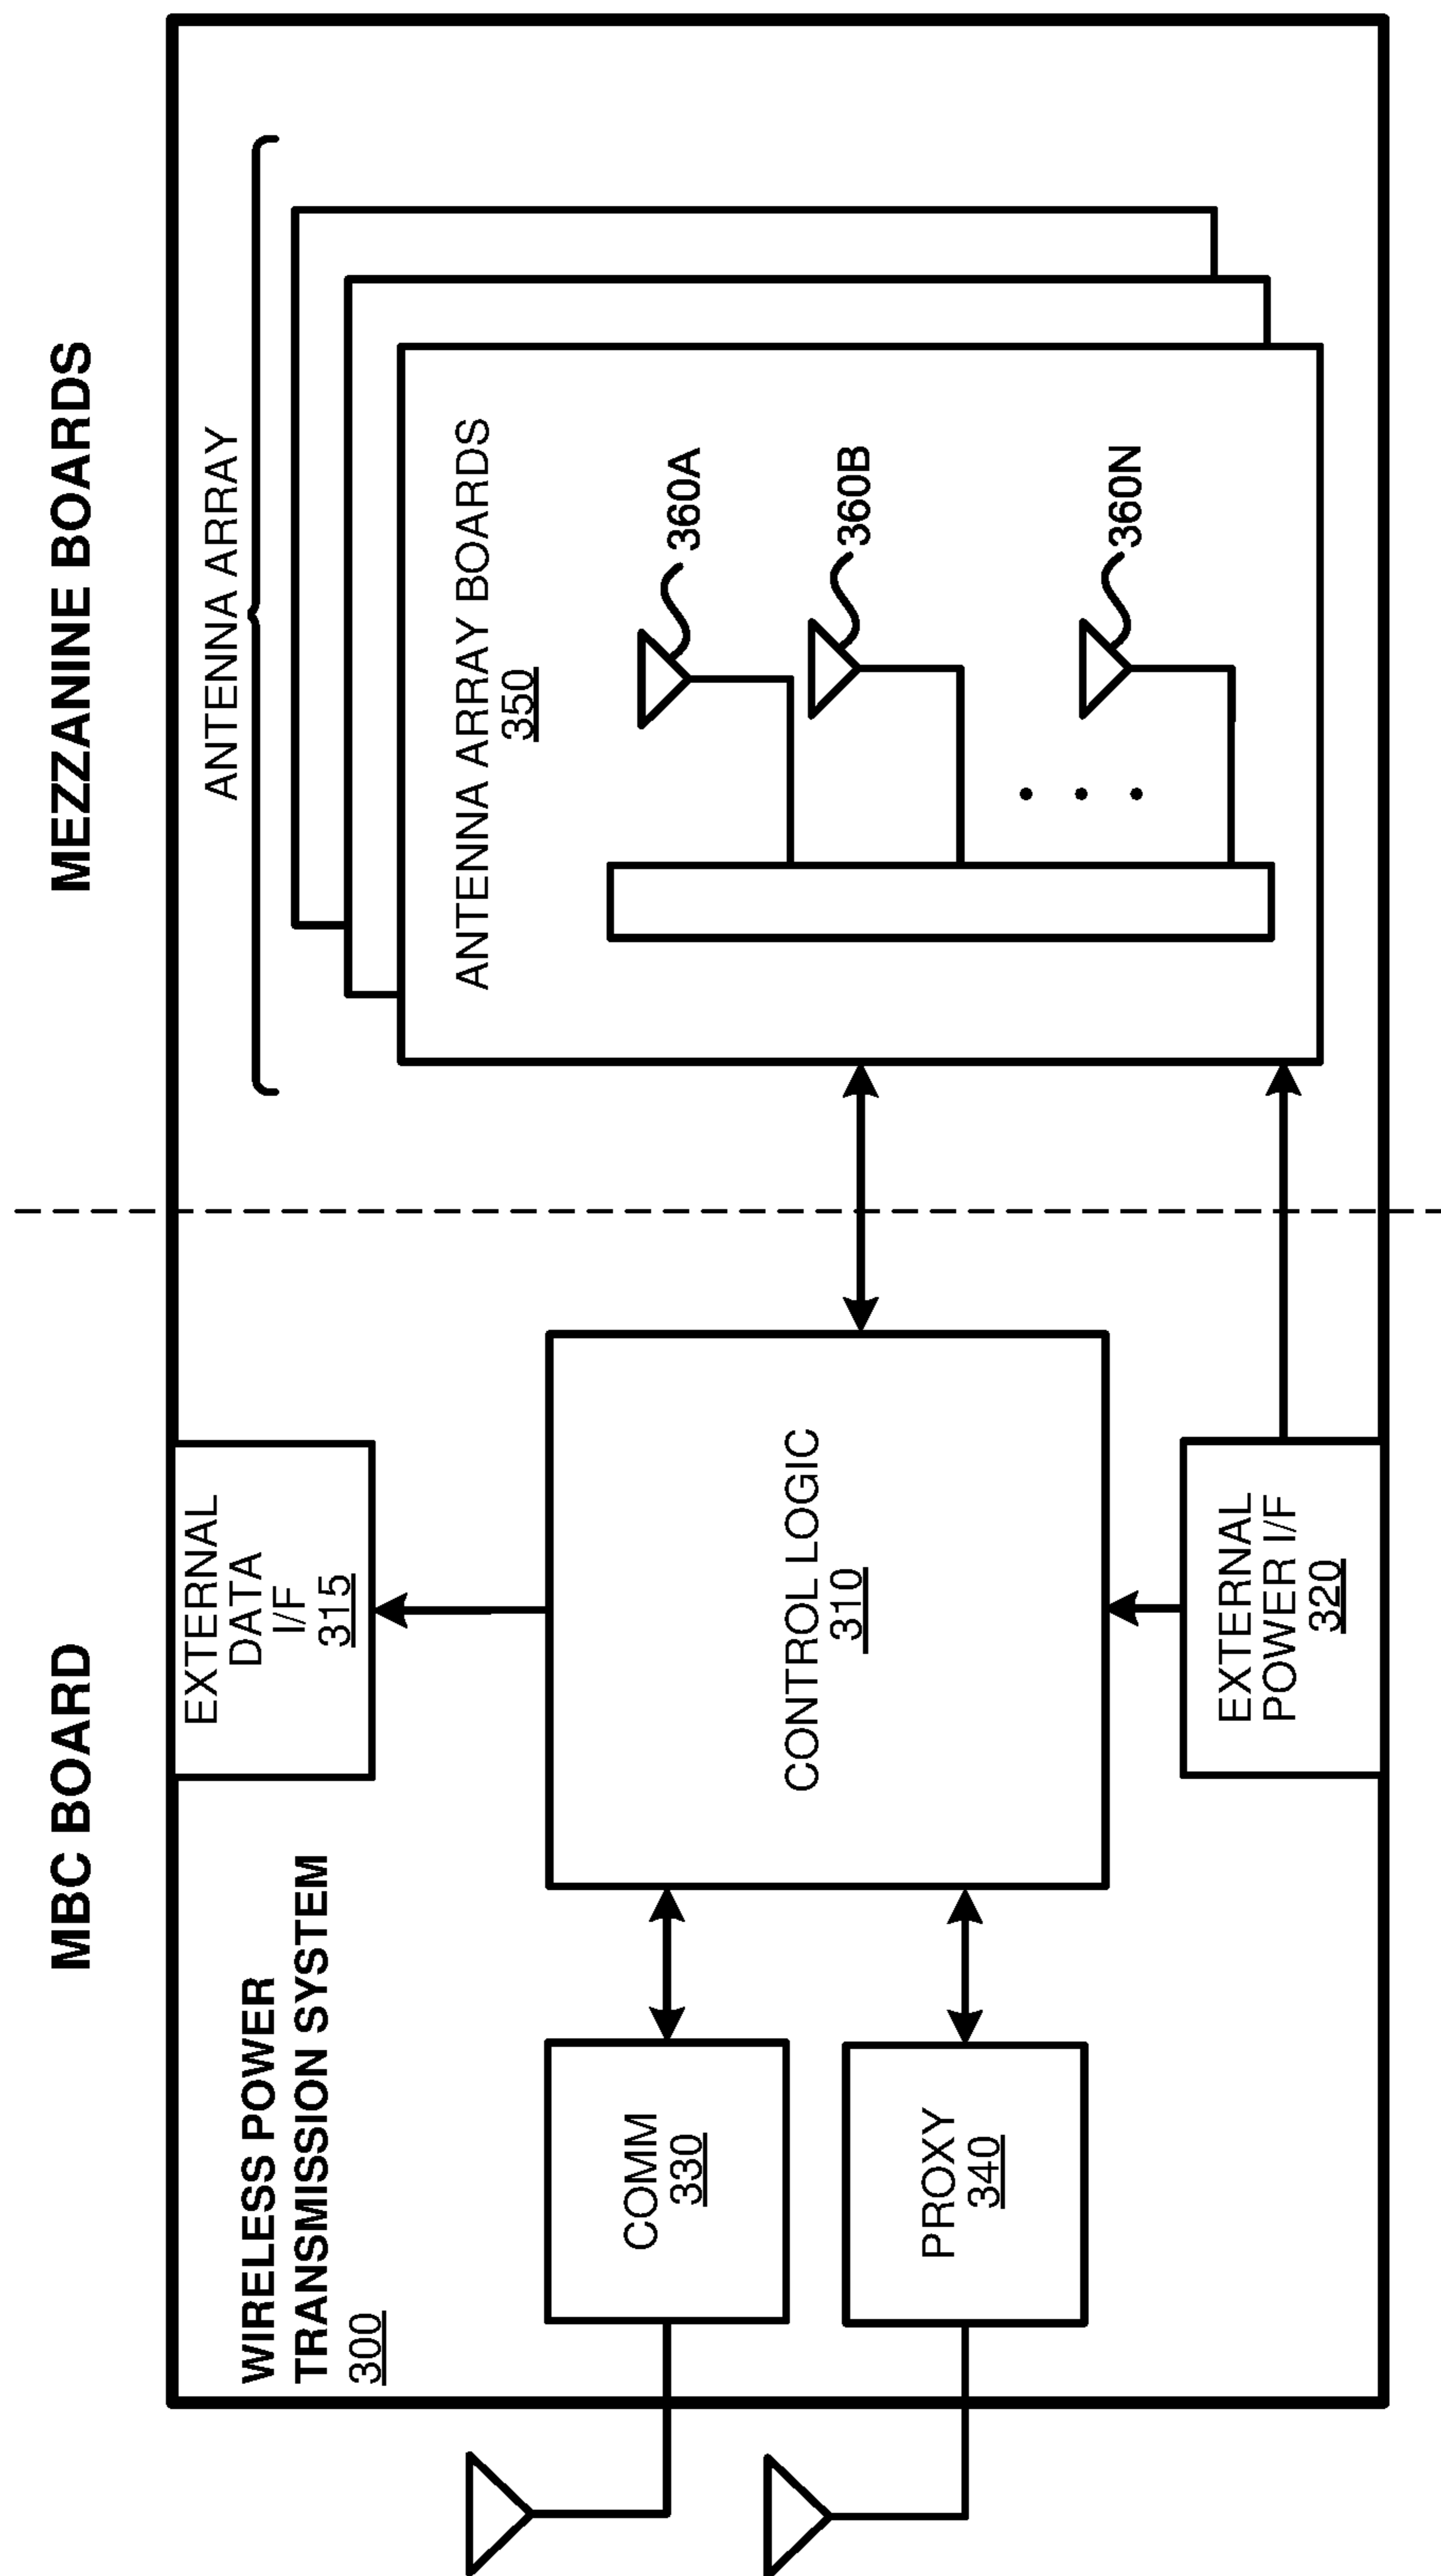 MBC BOARD
MEZZANINE BOARDS
WIRELESS POWER
TRANSMISSION SYSTEM
300
EXTERNAL
DATA
I/F
315
ANTENNA ARRAY
COMM
330
PROXY
340
CONTROL LOGIC
310
EXTERNAL
POWER I/F
320
ANTENNA ARRAY BOARDS
350
360A
360B
360N